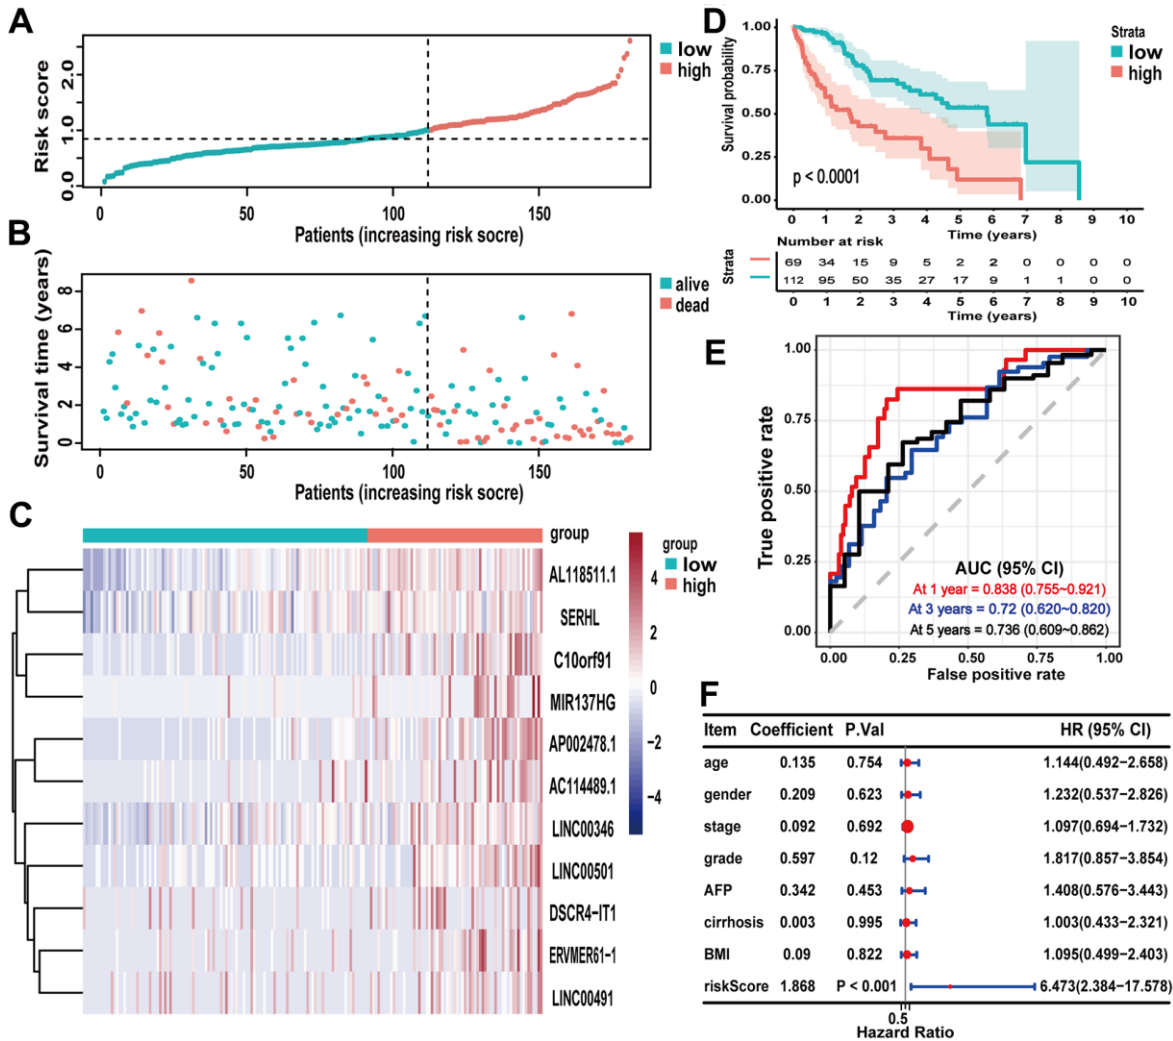 A
Risk score
0.0
1.0
2.0
low
high
0
50
100
150
Patients (increasing risk socre)
B
Survival time (years)
0
2
4
6
8
alive
dead
0
50
100
150
Patients (increasing risk socre)
C
group
AL118511.1
SERHL
C10orf91
MIR137HG
AP002478.1
AC114489.1
LINC00346
LINC00501
DSCR4−IT1
ERVMER61−1
LINC00491
4
2
0
−2
−4
group
low
high
D
Survival probability
1.00
0.75
0.50
0.25
0.00
p < 0.0001
Strata
low
high
0 1 2 3 4 5 6 7 8 9 10
Time (years)
Number at risk
Strata
69 34 15 9 5 2 2 0 0 0 0
112 95 50 35 27 17 9 1 1 0 0
0 1 2 3 4 5 6 7 8 9 10
Time (years)
E
True positive rate
1.00
0.75
0.50
0.25
0.00
AUC (95% CI)
At 1 year = 0.838 (0.755~0.921)
At 3 years = 0.72 (0.620~0.820)
At 5 years = 0.736 (0.609~0.862)
0.00 0.25 0.50 0.75 1.00
False positive rate
F
Item Coefficient P.Val HR (95% CI)
age 0.135 0.754 1.144(0.492−2.658)
gender 0.209 0.623 1.232(0.537−2.826)
stage 0.092 0.692 1.097(0.694−1.732)
grade 0.597 0.12 1.817(0.857−3.854)
AFP 0.342 0.453 1.408(0.576−3.443)
cirrhosis 0.003 0.995 1.003(0.433−2.321)
BMI 0.09 0.822 1.095(0.499−2.403)
riskScore 1.868 P < 0.001 6.473(2.384−17.578)
0.5
Hazard Ratio